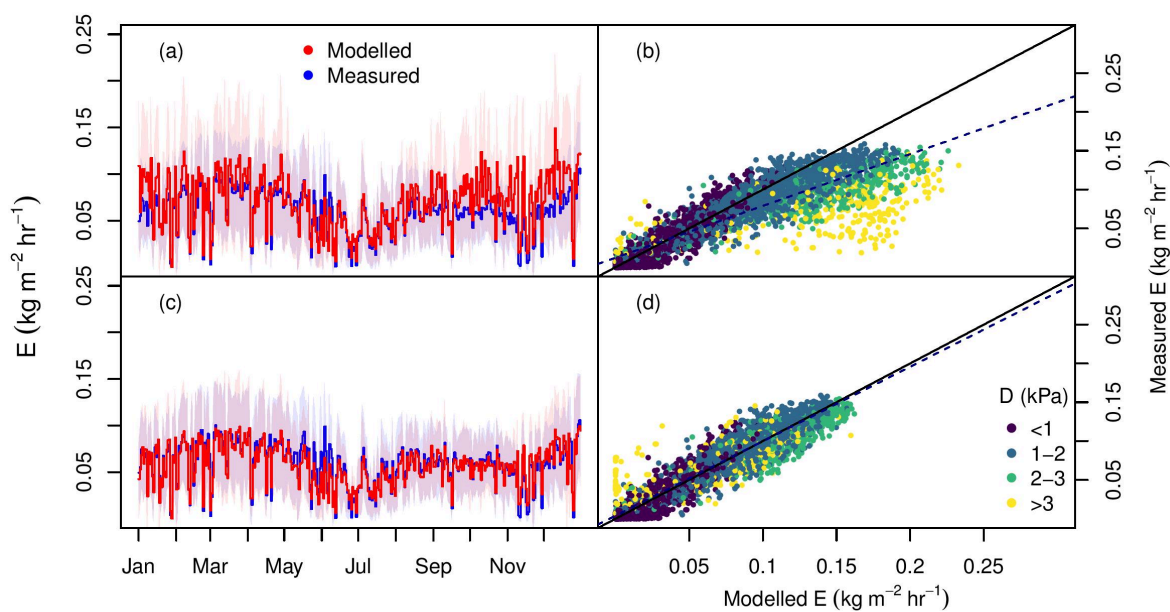 (a)
Modelled
Measured
(b)
0.05
0.15
0.25
E (kg m⁻² hr⁻¹)
0.05
0.15
0.25
Measured E (kg m⁻² hr⁻¹)
(c)
(d)
0.05
0.15
0.25
0.05
0.15
0.25
D (kPa)
<1
1−2
2−3
>3
Jan Mar May Jul Sep Nov
0.05 0.1 0.15 0.2 0.25
Modelled E (kg m⁻² hr⁻¹)